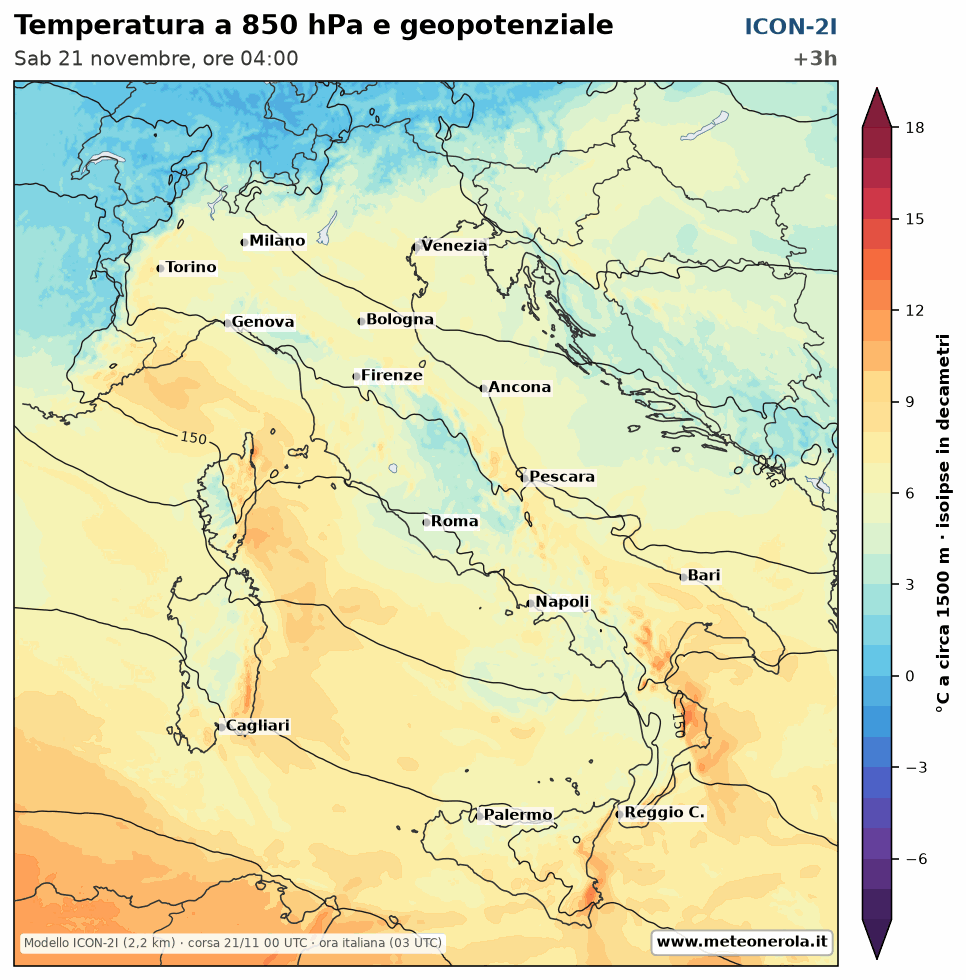 Temperatura a 850 hPa e geopotenziale
ICON-2I
Sab 21 novembre, ore 04:00
+3h
Milano
Venezia
Torino
Genova
Bologna
Firenze
Ancona
150
Pescara
Roma
Bari
Napoli
150
Cagliari
Palermo
Reggio C.
18
15
12
9
6
3
0
−3
−6
°C a circa 1500 m · isoipse in decametri
Modello ICON-2I (2,2 km) · corsa 21/11 00 UTC · ora italiana (03 UTC)
www.meteonerola.it